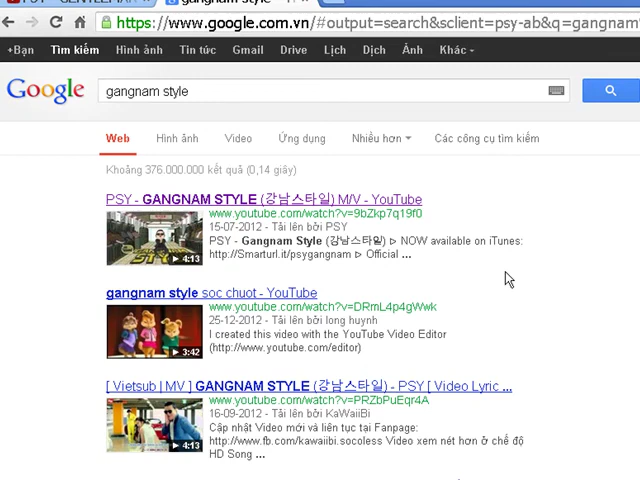 gangnam style
https://www.google.com.vn/#output=search&sclient=psy-ab&q=gangnam
+Bạn Tìm kiếm Hình ảnh Tin tức Gmail Drive Lịch Dịch Ảnh Khác
Google gangnam style
Web Hình ảnh Video Ứng dụng Nhiều hơn Các công cụ tìm kiếm
Khoảng 376.000.000 kết quả (0,14 giây)
PSY - GANGNAM STYLE (강남스타일) M/V - YouTube
www.youtube.com/watch?v=9bZkp7q19f0
15-07-2012 - Tải lên bởi PSY
PSY - Gangnam Style (강남스타일) ▷ NOW available on iTunes:
http://Smarturl.it/psygangnam ▷ Official ...
4:13
gangnam style soc chuot - YouTube
www.youtube.com/watch?v=DRmL4p4gWwk
25-12-2012 - Tải lên bởi long huynh
I created this video with the YouTube Video Editor
(http://www.youtube.com/editor)
3:42
[ Vietsub | MV ] GANGNAM STYLE (강남스타일) - PSY [ Video Lyric ...
www.youtube.com/watch?v=PRZbPuEqr4A
16-09-2012 - Tải lên bởi KaWaiiBi
Cập nhật Video mới và liên tục tại Fanpage:
http://www.fb.com/kawaiibi.socoless Video xem nét hơn ở chế độ
HD Song ...
4:13